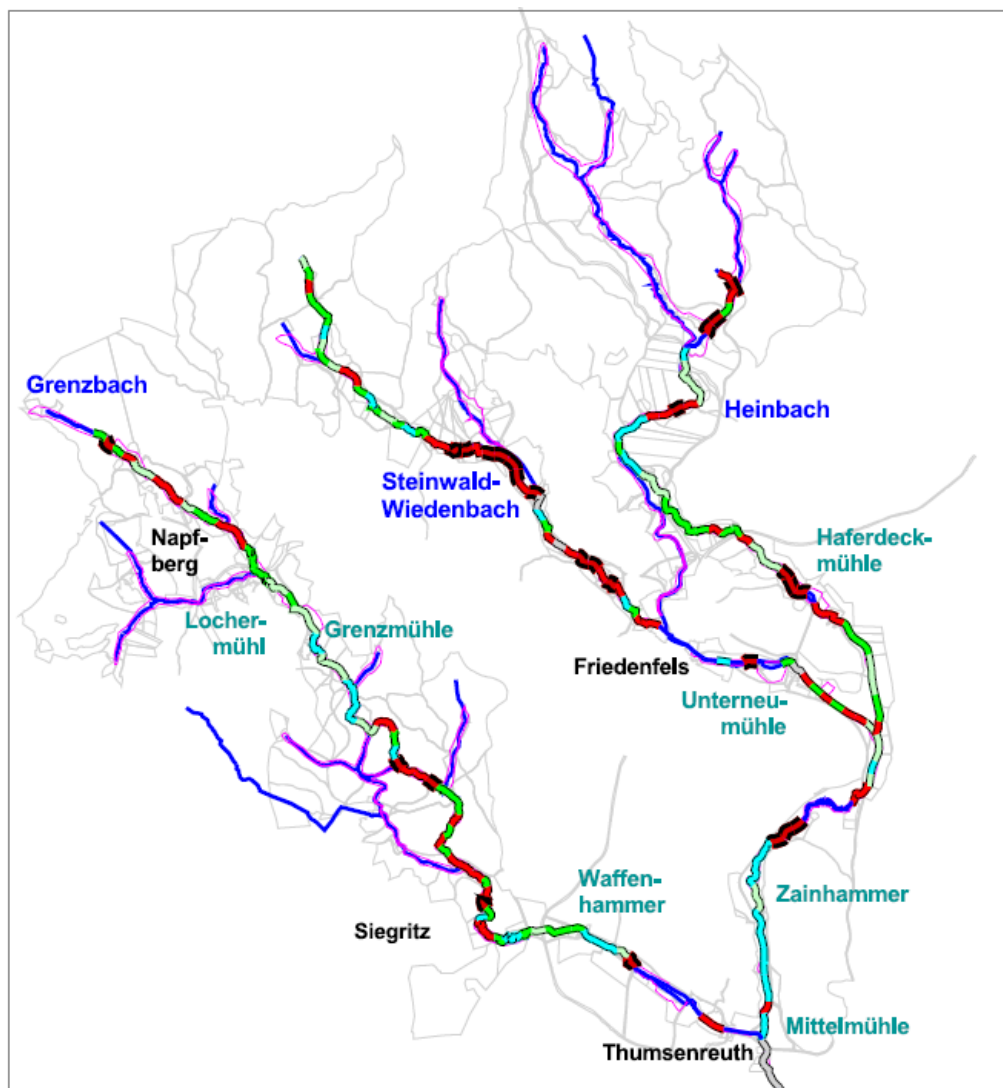 Grenzbach
Heinbach
Steinwald-
Wiedenbach
Napf-
berg
Haferdeck-
mühle
Locher-
mühl
Grenzmühle
Friedenfels
Unterneu-
mühle
Waffen-
hammer
Zainhammer
Siegritz
Mittelmühle
Thumsenreuth